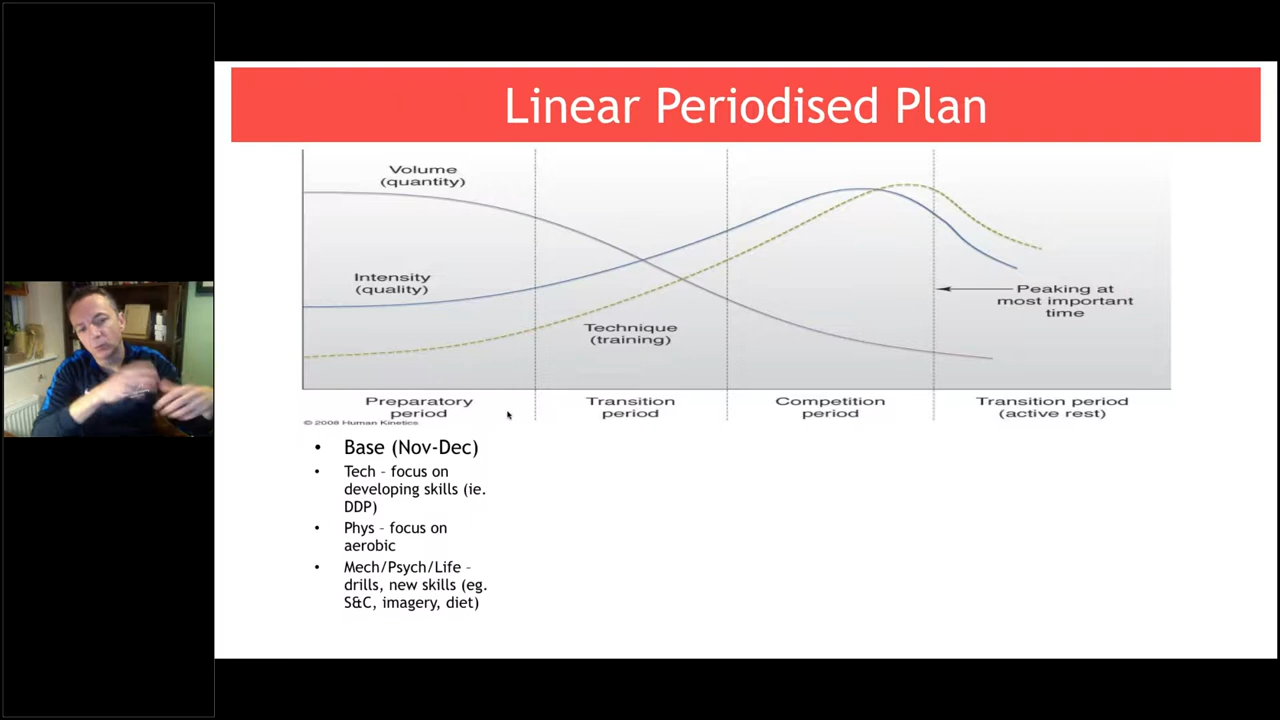 Linear Periodised Plan
Volume
(quantity)
Intensity
(quality)
Technique
(training)
Peaking at
most important
time
Preparatory
period
Transition
period
Competition
period
Transition period
(active rest)
© 2008 Human Kinetics
• Base (Nov-Dec)
• Tech – focus on
developing skills (ie.
DDP)
• Phys – focus on
aerobic
• Mech/Psych/Life –
drills, new skills (eg.
S&C, imagery, diet)